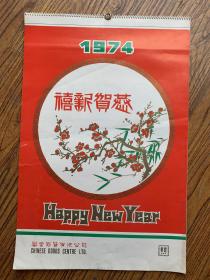 1974
恭賀新禧
Happy New Year
CHINESE GOODS CENTRE LTD.